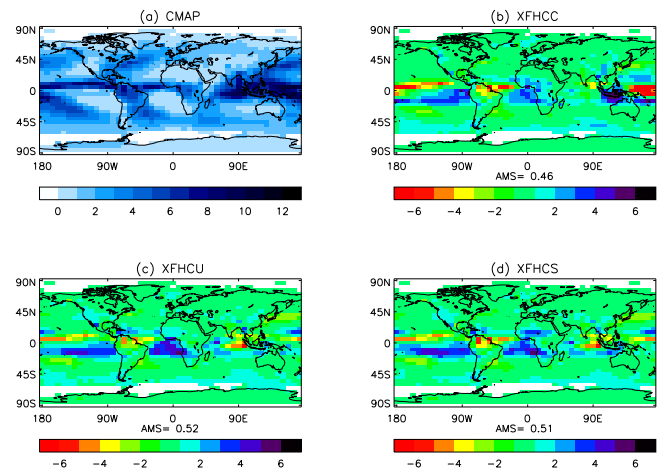 (a) CMAP
(b) XFHCC
90N
45N
0
45S
90S
180
90W
0
90E
90N
45N
0
45S
90S
180
90W
0
90E
AMS= 0.46
0 2 4 6 8 10 12
-6 -4 -2 2 4 6
(c) XFHCU
(d) XFHCS
90N
45N
0
45S
90S
180
90W
0
90E
AMS= 0.52
90N
45N
0
45S
90S
180
90W
0
90E
AMS= 0.51
-6 -4 -2 2 4 6
-6 -4 -2 2 4 6